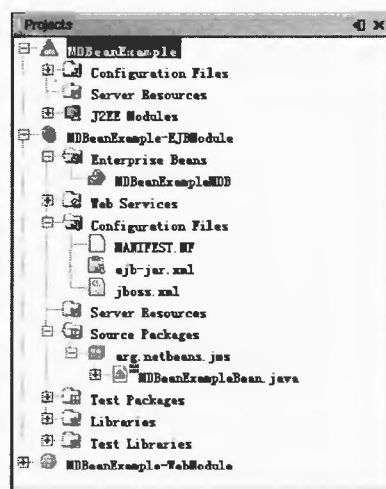 Projects
MDBeanExample
Configuration Files
Server Resources
J2EE Modules
MDBeanExample-EJBModule
Enterprise Beans
MDBeanExampleMDB
Web Services
Configuration Files
MANIFEST.MF
ejb-jar.xml
jboss.xml
Server Resources
Source Packages
org.netbeans.jms
MDBeanExampleBean.java
Test Packages
Libraries
Test Libraries
MDBeanExample-WebModule